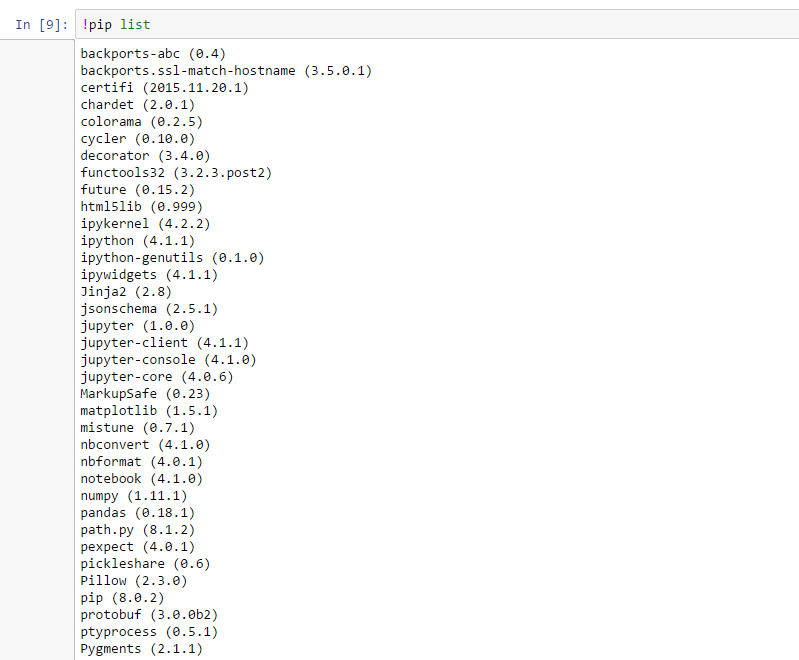 In [9]: !pip list
backports-abc (0.4)
backports.ssl-match-hostname (3.5.0.1)
certifi (2015.11.20.1)
chardet (2.0.1)
colorama (0.2.5)
cycler (0.10.0)
decorator (3.4.0)
functools32 (3.2.3.post2)
future (0.15.2)
html5lib (0.999)
ipykernel (4.2.2)
ipython (4.1.1)
ipython-genutils (0.1.0)
ipywidgets (4.1.1)
Jinja2 (2.8)
jsonschema (2.5.1)
jupyter (1.0.0)
jupyter-client (4.1.1)
jupyter-console (4.1.0)
jupyter-core (4.0.6)
MarkupSafe (0.23)
matplotlib (1.5.1)
mistune (0.7.1)
nbconvert (4.1.0)
nbformat (4.0.1)
notebook (4.1.0)
numpy (1.11.1)
pandas (0.18.1)
path.py (8.1.2)
pexpect (4.0.1)
pickleshare (0.6)
Pillow (2.3.0)
pip (8.0.2)
protobuf (3.0.0b2)
ptyprocess (0.5.1)
Pygments (2.1.1)